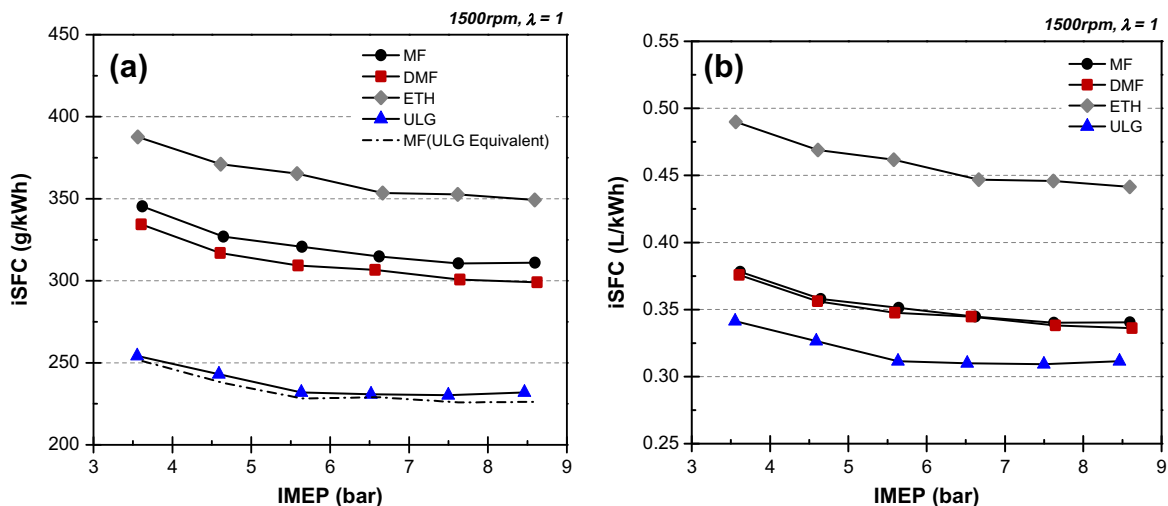 1500rpm, λ = 1
(a)
MF
DMF
ETH
ULG
MF(ULG Equivalent)
450
400
350
300
250
200
iSFC (g/kWh)
3 4 5 6 7 8 9
IMEP (bar)
1500rpm, λ = 1
(b)
MF
DMF
ETH
ULG
0.55
0.50
0.45
0.40
0.35
0.30
0.25
iSFC (L/kWh)
3 4 5 6 7 8 9
IMEP (bar)